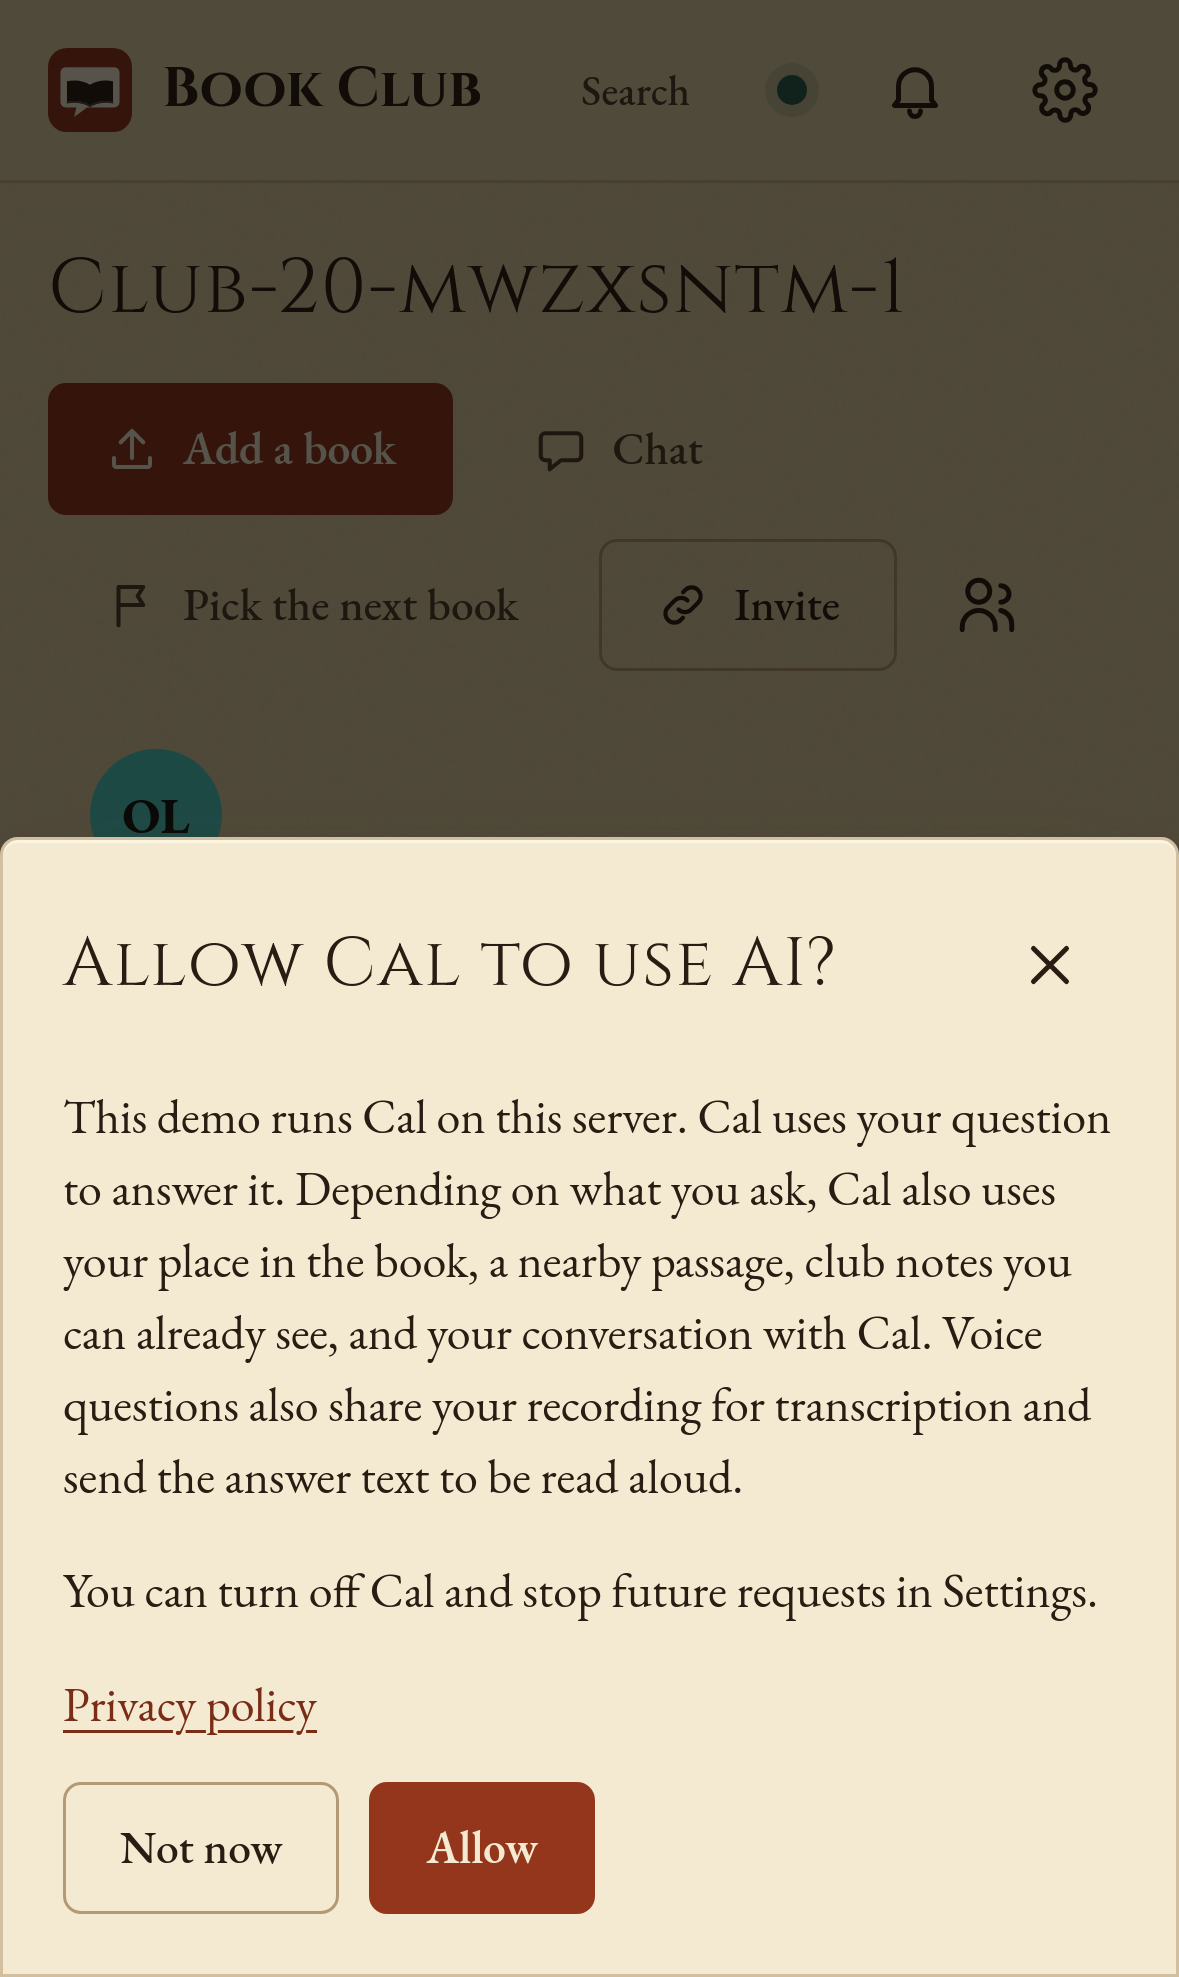 Book Club
Search
Club-20-mwzxsntm-1
Add a book
Chat
Pick the next book
Invite
OL
Allow Cal to use AI?
This demo runs Cal on this server. Cal uses your question
to answer it. Depending on what you ask, Cal also uses
your place in the book, a nearby passage, club notes you
can already see, and your conversation with Cal. Voice
questions also share your recording for transcription and
send the answer text to be read aloud.
You can turn off Cal and stop future requests in Settings.
Privacy policy
Not now
Allow